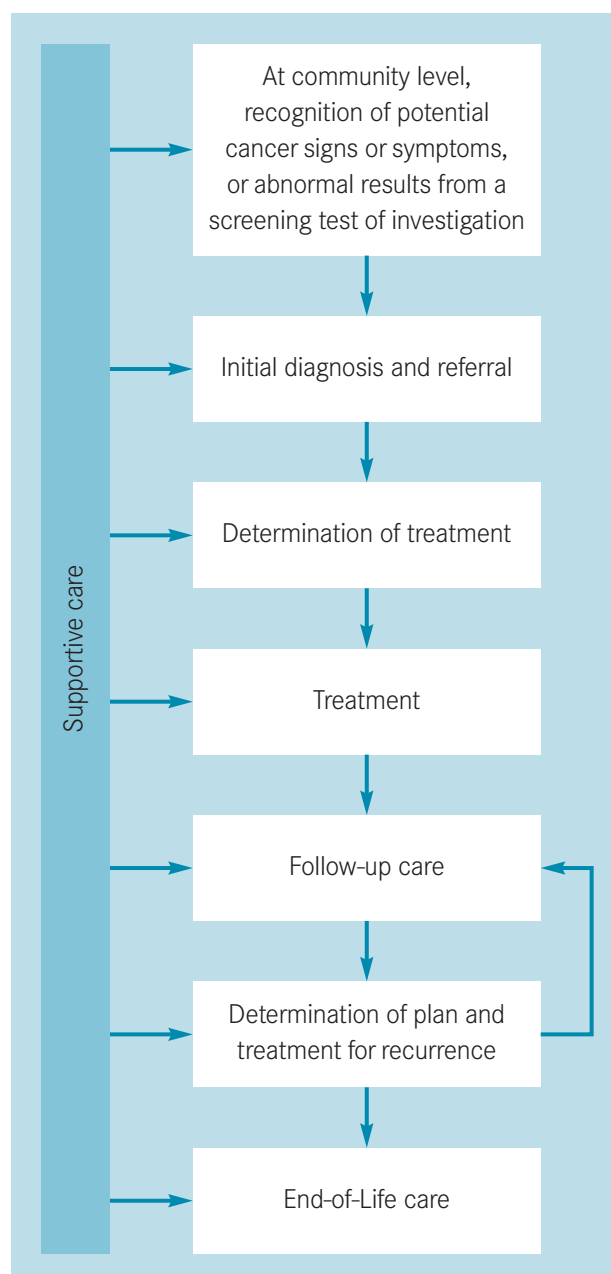 At community level,
recognition of potential
cancer signs or symptoms,
or abnormal results from a
screening test of investigation
Initial diagnosis and referral
Determination of treatment
Supportive care
Treatment
Follow-up care
Determination of plan and
treatment for recurrence
End-of-Life care